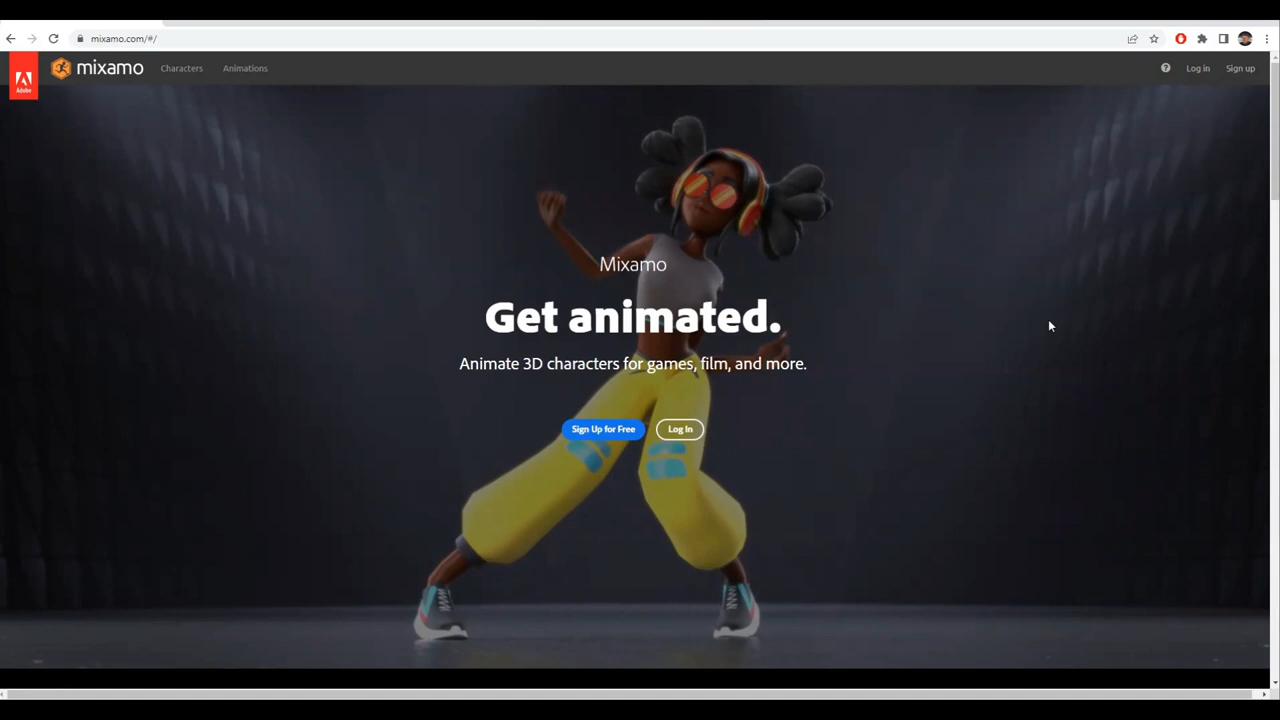 mixamo.com/#/
Adobe
mixamo
Characters
Animations
Log in
Sign up
Mixamo
Get animated.
Animate 3D characters for games, film, and more.
Sign Up for Free
Log In